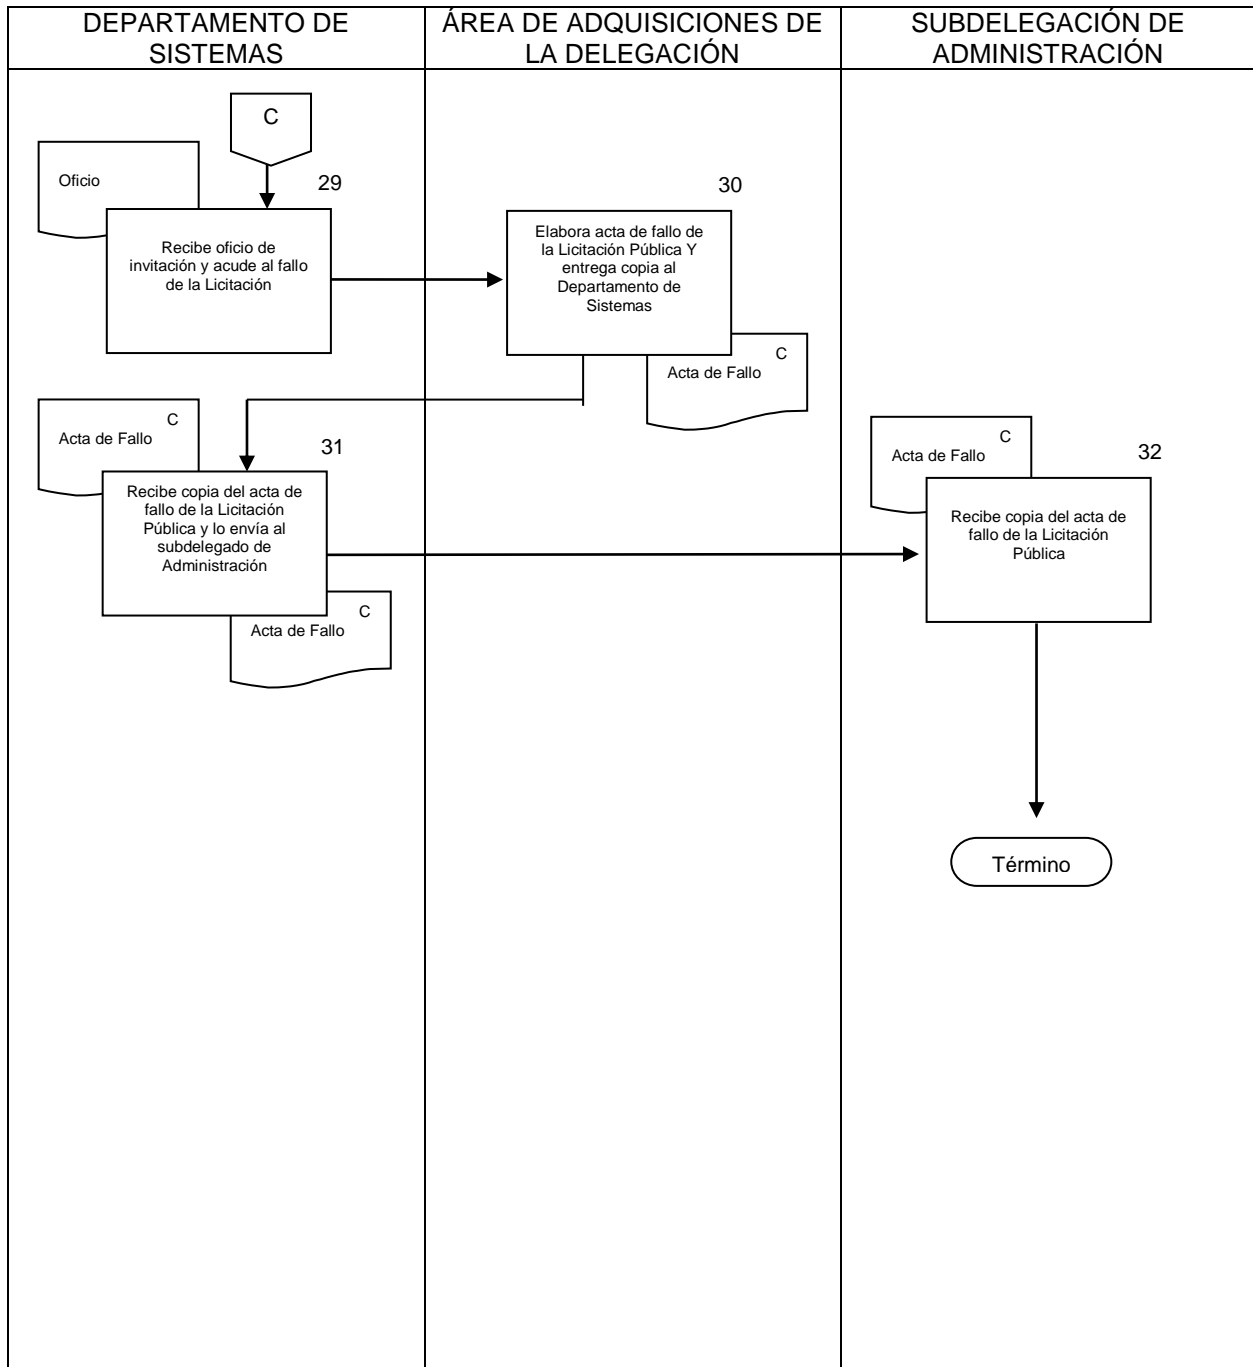 DEPARTAMENTO DE
SISTEMAS
ÁREA DE ADQUISICIONES DE
LA DELEGACIÓN
SUBDELEGACIÓN DE
ADMINISTRACIÓN
C
Oficio
29
Recibe oficio de
invitación y acude al fallo
de la Licitación
30
Elabora acta de fallo de
la Licitación Pública Y
entrega copia al
Departamento de
Sistemas
C
Acta de Fallo
C
Acta de Fallo
31
Recibe copia del acta de
fallo de la Licitación
Pública y lo envía al
subdelegado de
Administración
C
Acta de Fallo
C
Acta de Fallo
32
Recibe copia del acta de
fallo de la Licitación
Pública
Término